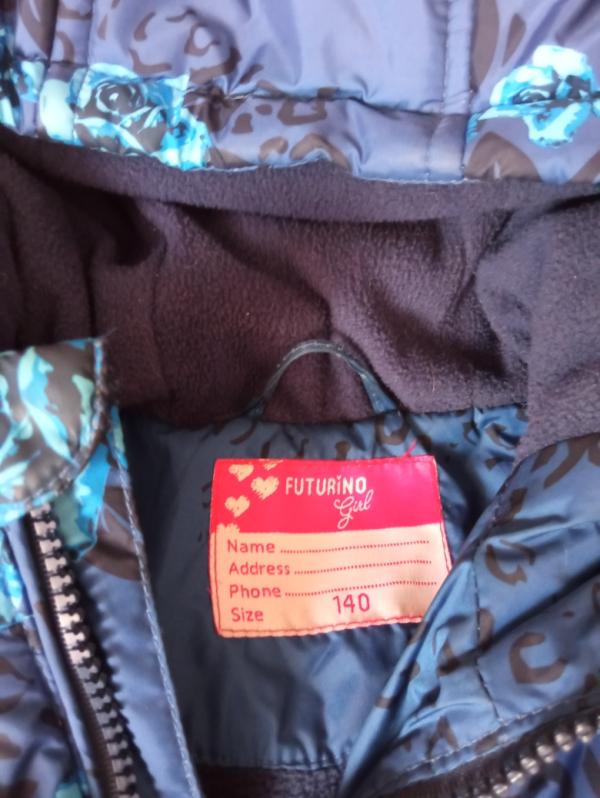 FUTURiNO
Girl
Name
Address
Phone
Size 140